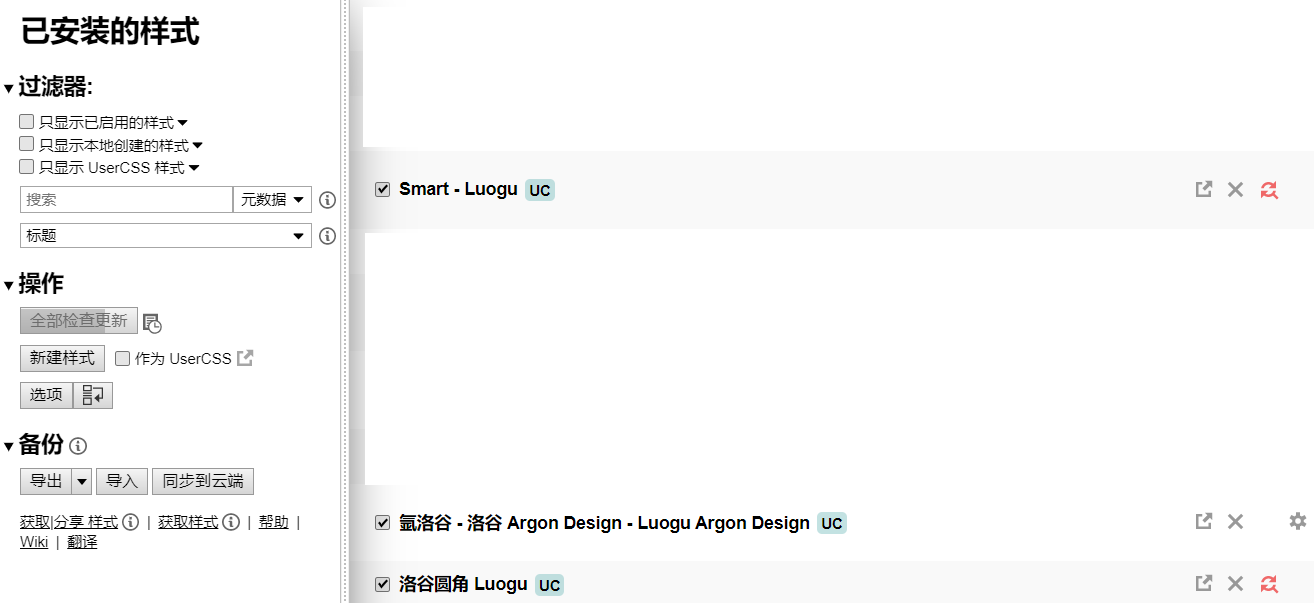 已安装的样式
过滤器:
只显示已启用的样式
只显示本地创建的样式
只显示 UserCSS 样式
搜索 元数据
标题
操作
全部检查更新
新建样式 作为 UserCSS
选项
备份
导出 导入 同步到云端
获取|分享 样式 | 获取样式 | 帮助 |
Wiki | 翻译
Smart - Luogu UC
氩洛谷 - 洛谷 Argon Design - Luogu Argon Design UC
洛谷圆角 Luogu UC